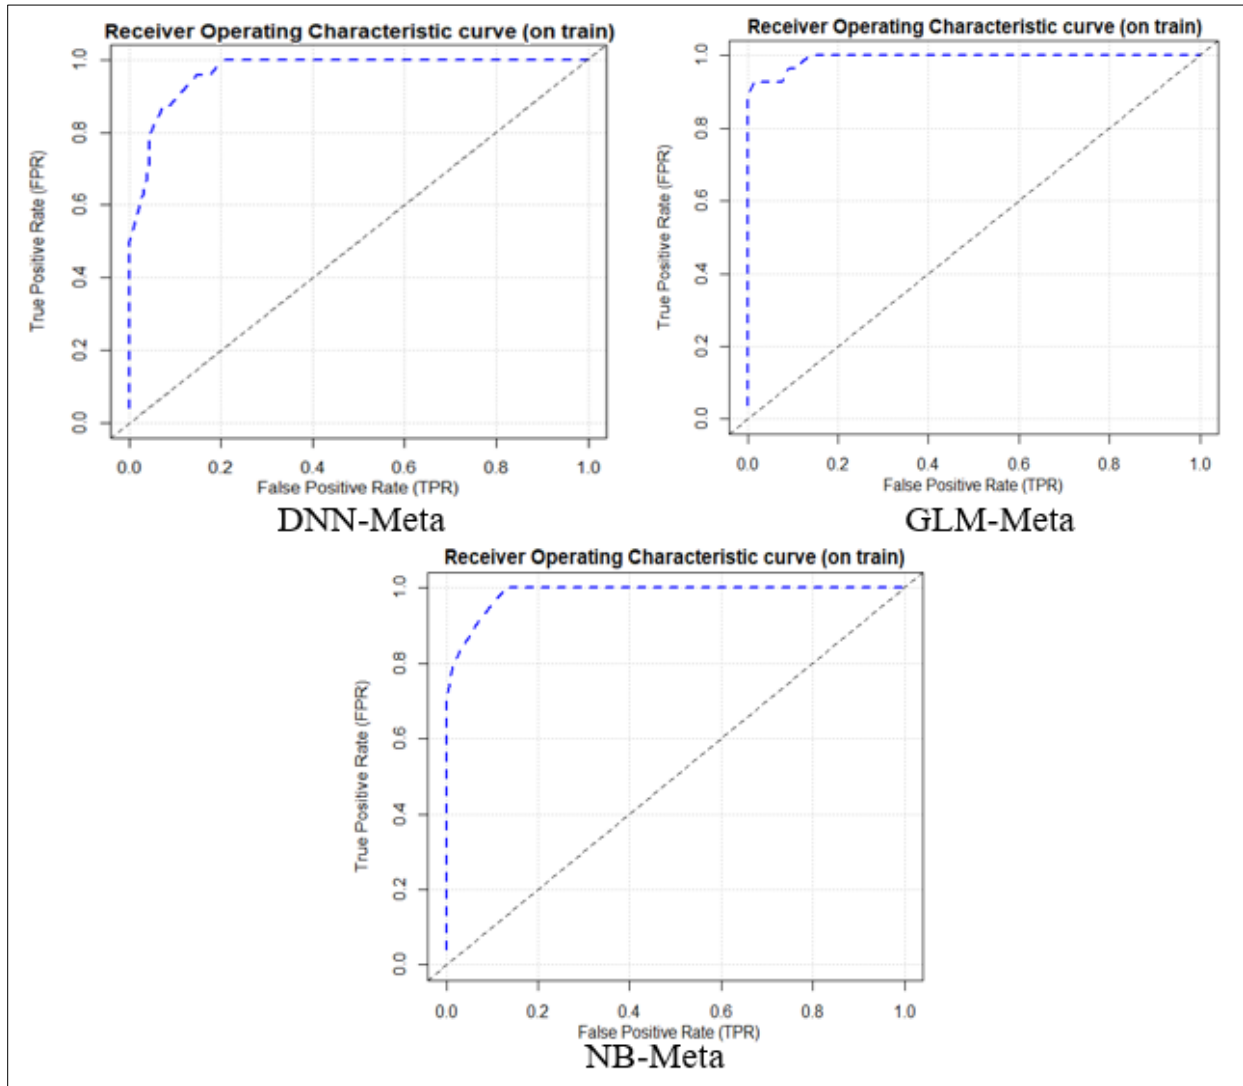 Receiver Operating Characteristic curve (on train)
True Positive Rate (FPR)
1.0
0.8
0.6
0.4
0.2
0.0
0.0 0.2 0.4 0.6 0.8 1.0
False Positive Rate (TPR)
DNN-Meta
Receiver Operating Characteristic curve (on train)
True Positive Rate (FPR)
1.0
0.8
0.6
0.4
0.2
0.0
0.0 0.2 0.4 0.6 0.8 1.0
False Positive Rate (TPR)
GLM-Meta
Receiver Operating Characteristic curve (on train)
True Positive Rate (FPR)
1.0
0.8
0.6
0.4
0.2
0.0
0.0 0.2 0.4 0.6 0.8 1.0
False Positive Rate (TPR)
NB-Meta